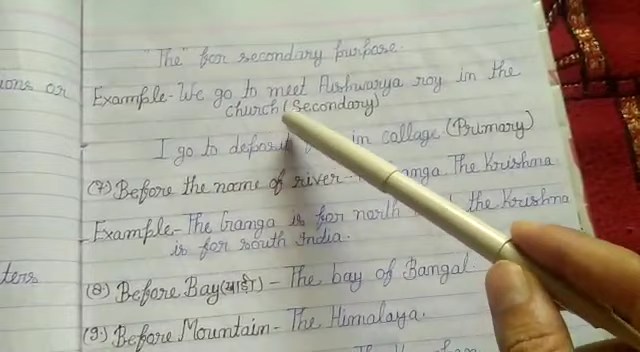 "The" for secondary purpose.
ions or
Example- We go to meet Aishwarya roy in the
church (Secondary)
I go to in callage (Primary)
(7) Before the name of river- The Krishna
Example- The Ganga is for north the Krishna
is for south India.
ters
(8) Before Bay (खाड़ी) - The bay of Bangal.
(9) Before Mountain- The Himalaya.